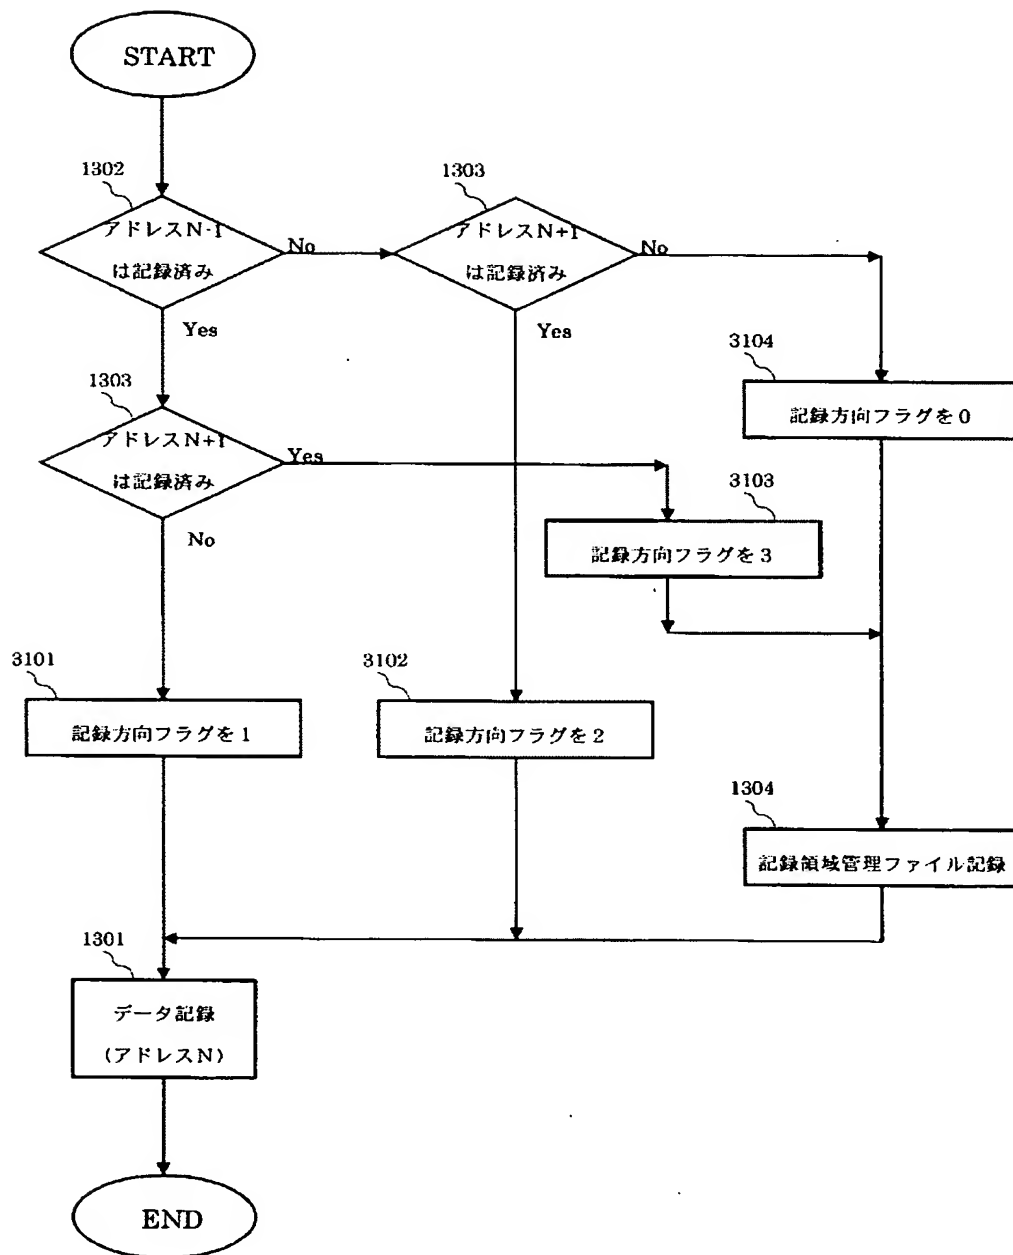 START
1302
アドレスN-1
は記録済み
No
Yes
1303
アドレスN+1
は記録済み
No
Yes
3104
記録方向フラグを0
1303
アドレスN+1
は記録済み
Yes
No
3103
記録方向フラグを3
3101
記録方向フラグを1
3102
記録方向フラグを2
1304
記録領域管理ファイル記録
1301
データ記録
(アドレスN)
END